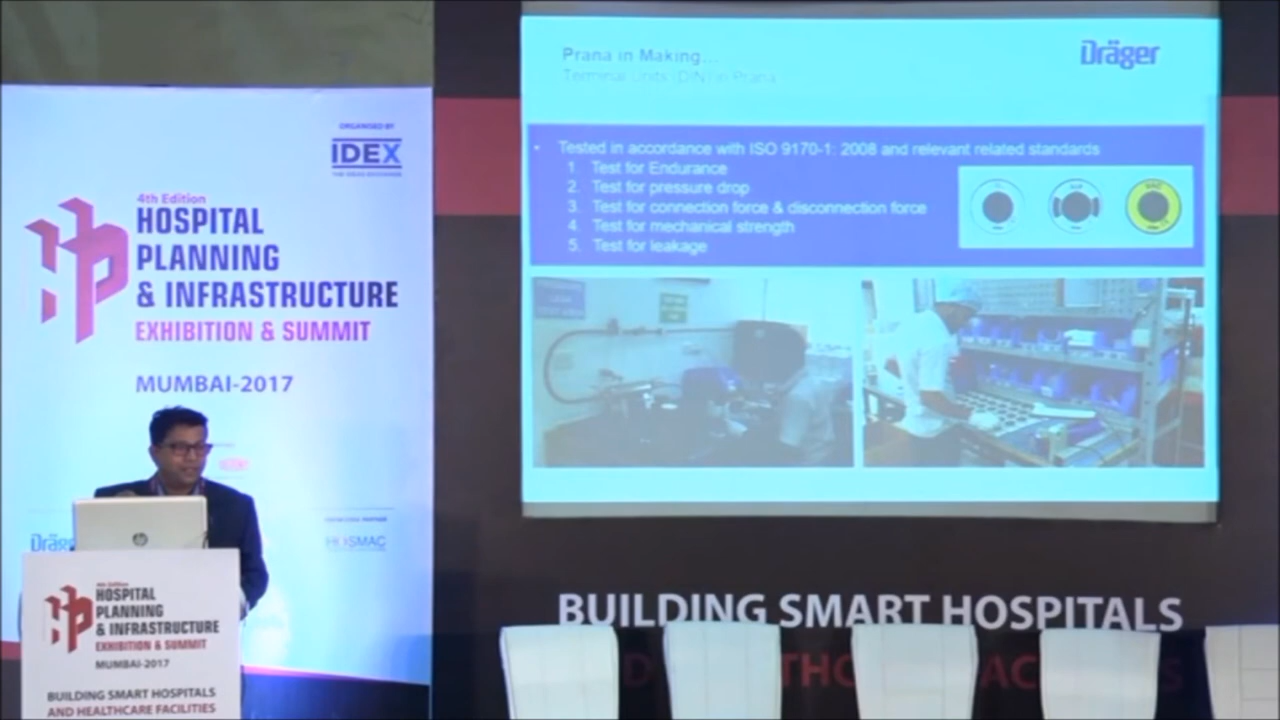 ORGANISED BY
IDEX
4th Edition
HOSPITAL
PLANNING
& INFRASTRUCTURE
EXHIBITION & SUMMIT
MUMBAI-2017
Dräger
HOSMAC
hp
4th Edition
HOSPITAL
PLANNING
& INFRASTRUCTURE
EXHIBITION & SUMMIT
MUMBAI-2017
BUILDING SMART HOSPITALS
AND HEALTHCARE FACILITIES
Prana in Making...
Terminal Units (DIN) in Prana
Dräger
• Tested in accordance with ISO 9170-1: 2008 and relevant related standards
1. Test for Endurance
2. Test for pressure drop
3. Test for connection force & disconnection force
4. Test for mechanical strength
5. Test for leakage
BUILDING SMART HOSPITALS